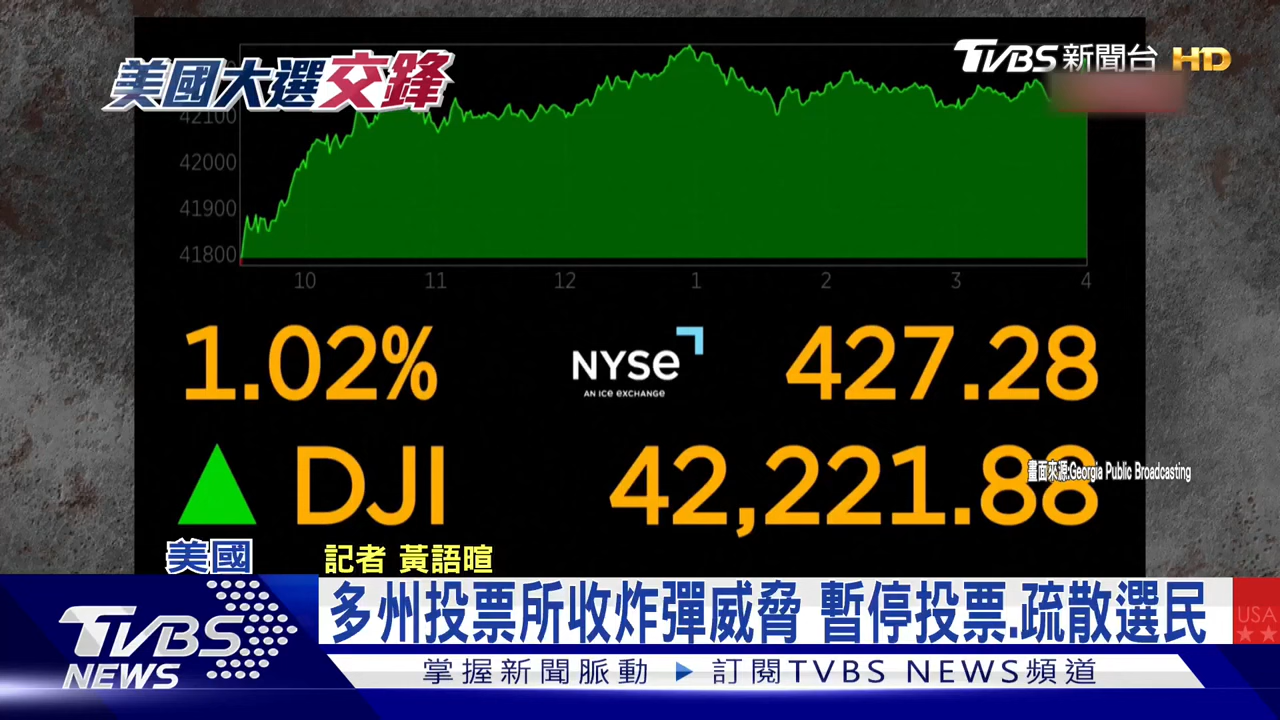 美國大選交鋒
TVBS新聞台 HD
42100
42000
41900
41800
10 11 12 1 2 3 4
1.02% NYSE 427.28
AN ICE EXCHANGE
DJI 42,221.88
畫面來源:Georgia Public Broadcasting
美國 記者 黃語暄
多州投票所收炸彈威脅 暫停投票.疏散選民
USA
TVBS NEWS
掌握新聞脈動 ▶ 訂閱TVBS NEWS頻道